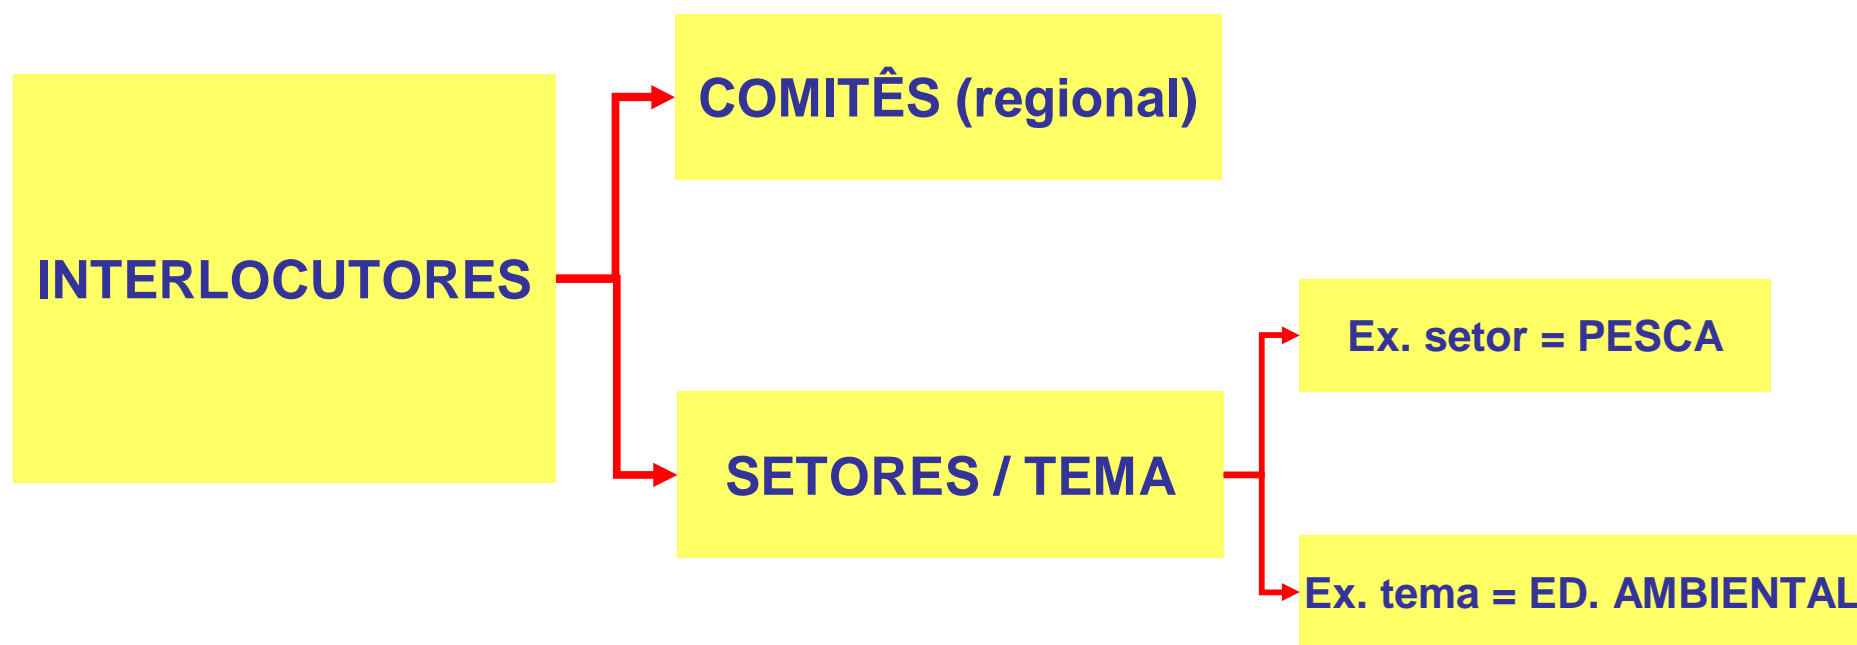 COMITÊS (regional)
INTERLOCUTORES
Ex. setor = PESCA
SETORES / TEMA
Ex. tema = ED. AMBIENTAL